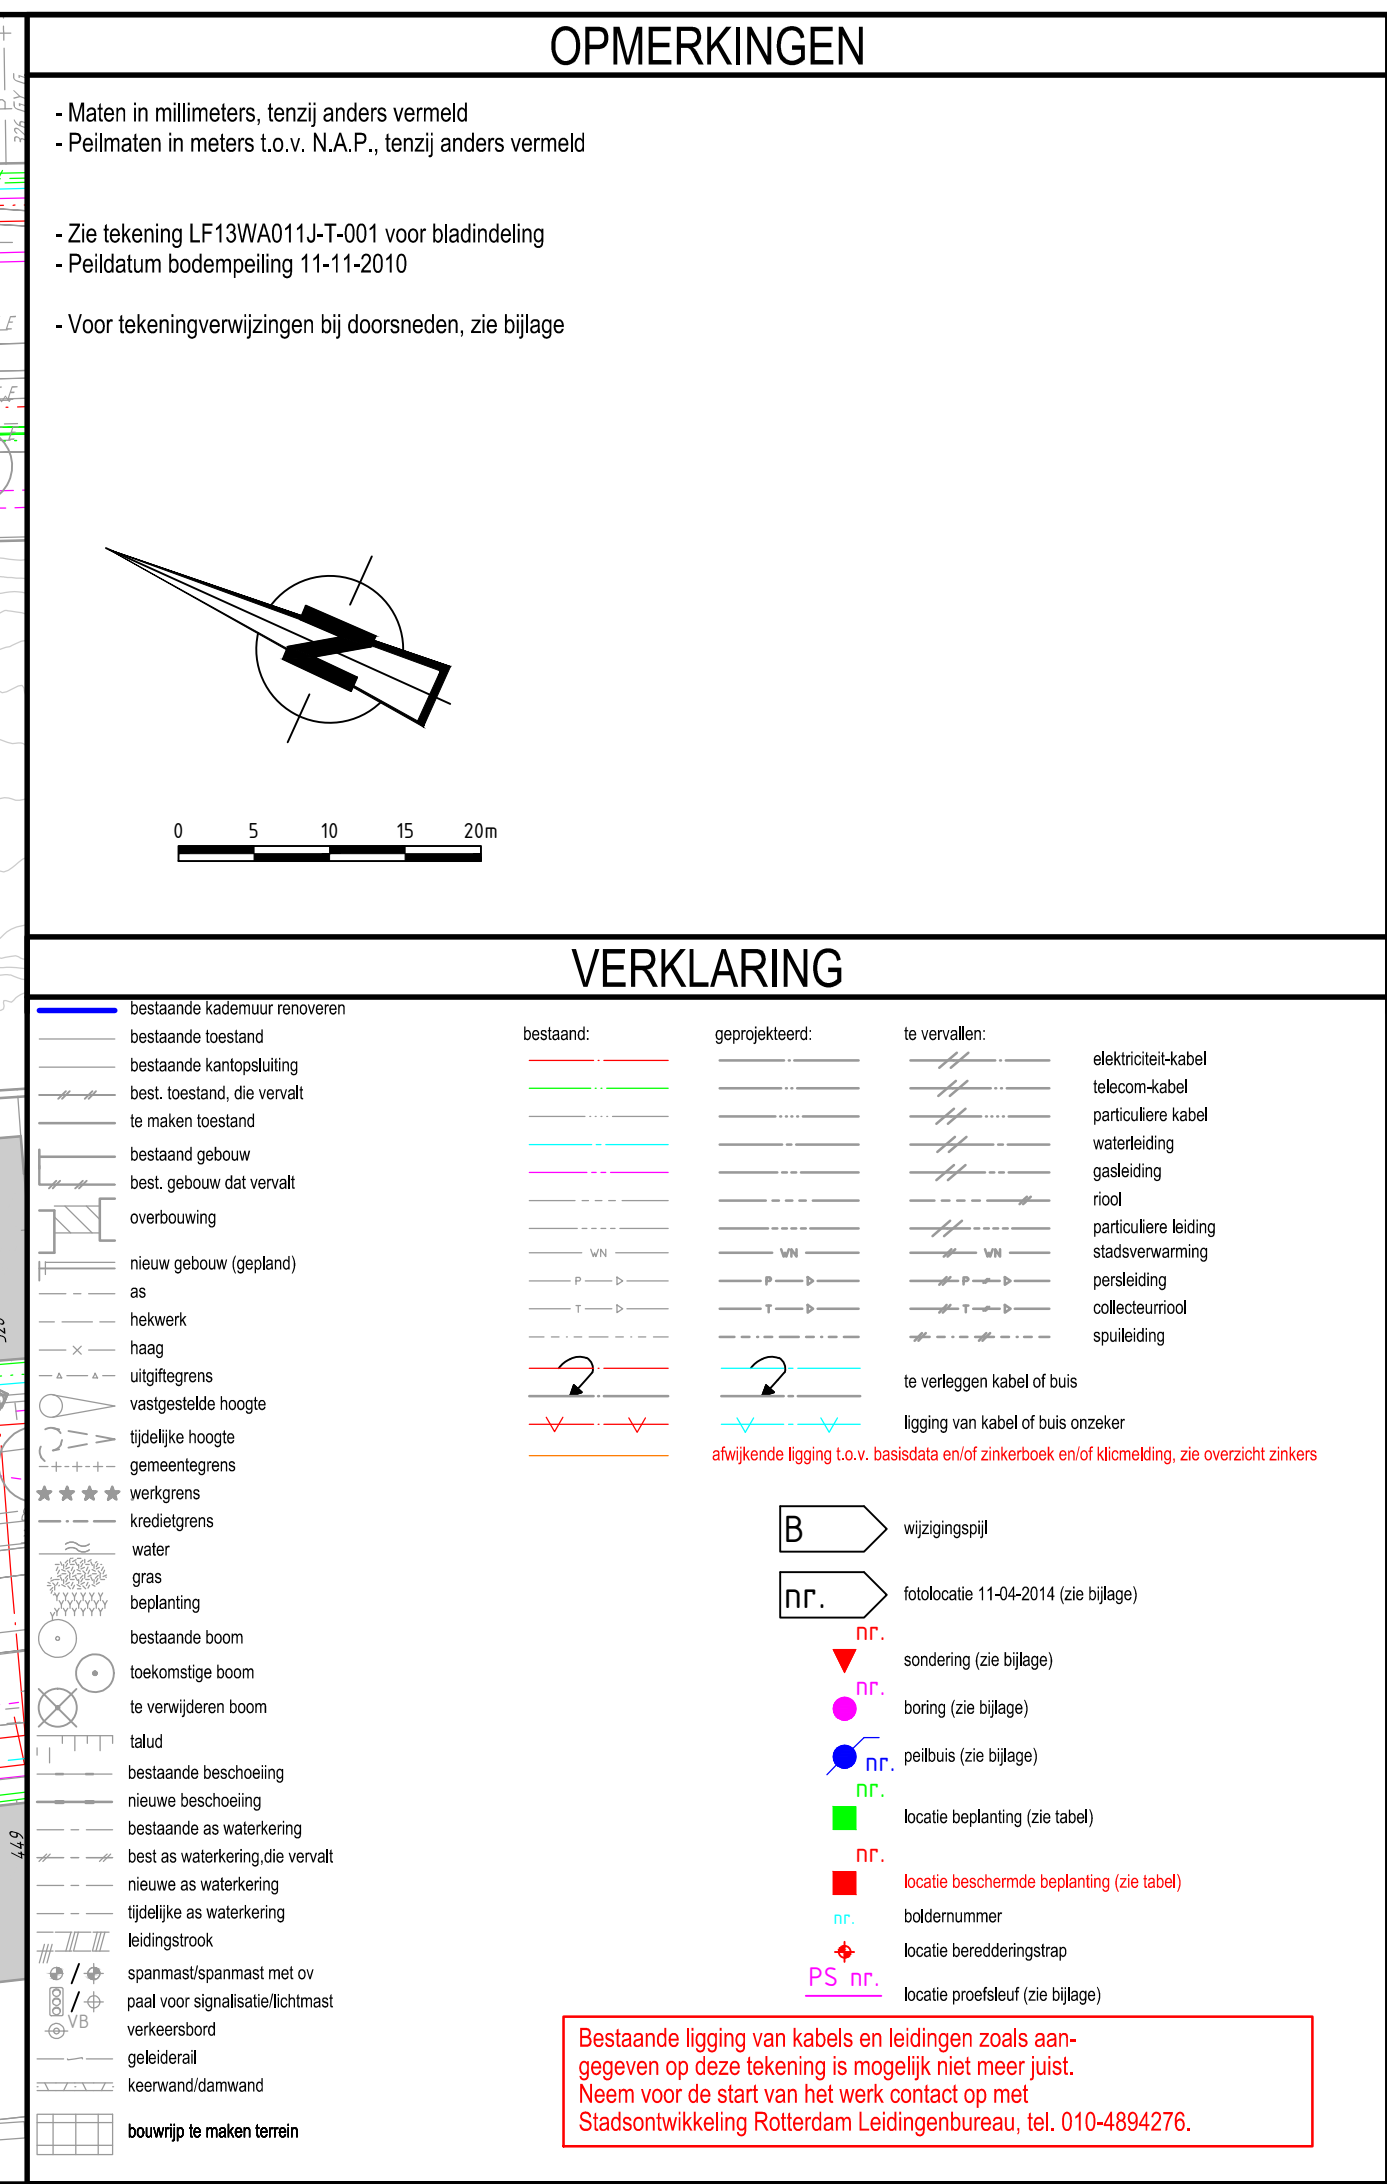 OPMERKINGEN
- Maten in millimeters, tenzij anders vermeld
- Peilmaten in meters t.o.v. N.A.P., tenzij anders vermeld
- Zie tekening LF13WA011J-T-001 voor bladindeling
- Peildatum bodempeiling 11-11-2010
- Voor tekeningverwijzingen bij doorsneden, zie bijlage
N
0 5 10 15 20m
VERKLARING
bestaande kademuur renoveren
bestaande toestand
bestaande kantopsluiting
best. toestand, die vervalt
te maken toestand
bestaand gebouw
best. gebouw dat vervalt
overbouwing
nieuw gebouw (gepland)
as
hekwerk
haag
uitgiftegrens
vastgestelde hoogte
tijdelijke hoogte
gemeentegrens
werkgrens
kredietgrens
water
gras
beplanting
bestaande boom
toekomstige boom
te verwijderen boom
talud
bestaande beschoeiing
nieuwe beschoeiing
bestaande as waterkering
best as waterkering,die vervalt
nieuwe as waterkering
tijdelijke as waterkering
leidingstrook
spanmast/spanmast met ov
paal voor signalisatie/lichtmast
VB
verkeersbord
geleiderail
keerwand/damwand
bouwrijp te maken terrein
bestaand: geprojekteerd: te vervallen:
elektriciteit-kabel
telecom-kabel
particuliere kabel
waterleiding
gasleiding
riool
particuliere leiding
WN WN WN stadsverwarming
P P P persleiding
T T T collecteurriool
spuileiding
te verleggen kabel of buis
ligging van kabel of buis onzeker
afwijkende ligging t.o.v. basisdata en/of zinkerboek en/of klicmelding, zie overzicht zinkers
B wijzigingspijl
nr. fotolocatie 11-04-2014 (zie bijlage)
nr.
sondering (zie bijlage)
nr.
boring (zie bijlage)
nr. peilbuis (zie bijlage)
nr.
locatie beplanting (zie tabel)
nr.
locatie beschermde beplanting (zie tabel)
nr. boldernummer
locatie beredderingstrap
PS nr. locatie proefsleuf (zie bijlage)
Bestaande ligging van kabels en leidingen zoals aan-
gegeven op deze tekening is mogelijk niet meer juist.
Neem voor de start van het werk contact op met
Stadsontwikkeling Rotterdam Leidingenbureau, tel. 010-4894276.
449